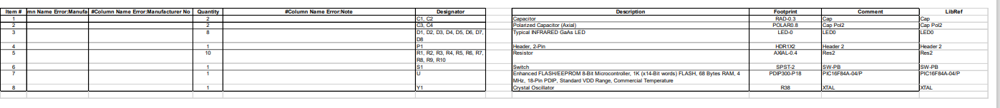 Item # mn Name Error:Manufa #Column Name Error:Manufacturer No Quantity #Column Name Error:Note Designator Description Footprint Comment LibRef
1 2 C1, C2 Capacitor RAD-0.3 Cap Cap
2 2 C3, C4 Polarized Capacitor (Axial) POLAR0.8 Cap Pol2 Cap Pol2
3 8 D1, D2, D3, D4, D5, D6, D7, Typical INFRARED GaAs LED LED-0 LED0 LED0
D8
4 1 P1 Header, 2-Pin HDR1X2 Header 2 Header 2
5 10 R1, R2, R3, R4, R5, R6, R7, Resistor AXIAL-0.4 Res2 Res2
R8, R9, R10
6 1 S1 Switch SPST-2 SW-PB SW-PB
7 1 U Enhanced FLASH/EEPROM 8-Bit Microcontroller, 1K (x14-Bit words) FLASH, 68 Bytes RAM, 4 PDIP300-P18 PIC16F84A-04/P PIC16F84A-04/P
MHz, 18-Pin PDIP, Standard VDD Range, Commercial Temperature
8 1 Y1 Crystal Oscillator R38 XTAL XTAL